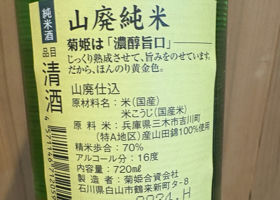 純米酒
品目
清酒
山廃純米
菊姫は「濃醇旨口」
じっくり熟成させて、旨みをのせています。
だから、ほんのり黄金色。
山廃仕込
原材料名：米（国産）
米こうじ（国産米）
原料米：兵庫県三木市吉川町
（特A地区）産山田錦100%使用
精米歩合：70%
アルコール分：16度
内容量：720ml
製造者：菊姫合資会社
石川県白山市鶴来新町タ-8